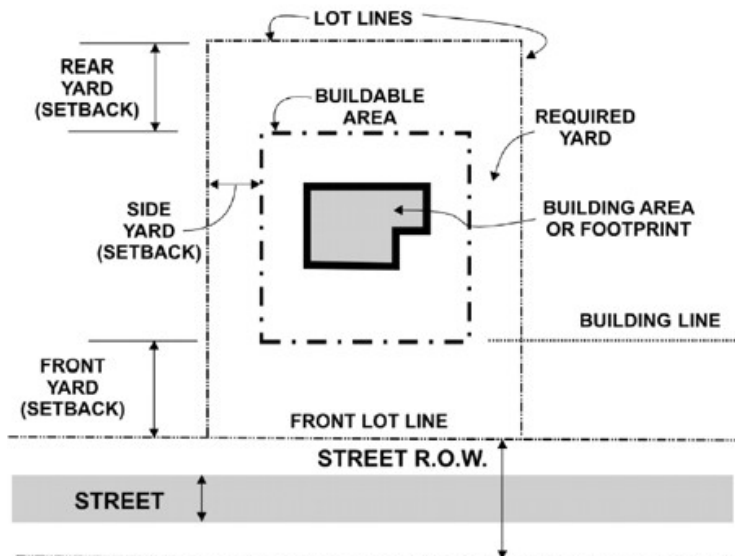 LOT LINES
REAR
YARD
(SETBACK)
BUILDABLE
AREA
REQUIRED
YARD
SIDE
YARD
(SETBACK)
BUILDING AREA
OR FOOTPRINT
BUILDING LINE
FRONT
YARD
(SETBACK)
FRONT LOT LINE
STREET R.O.W.
STREET